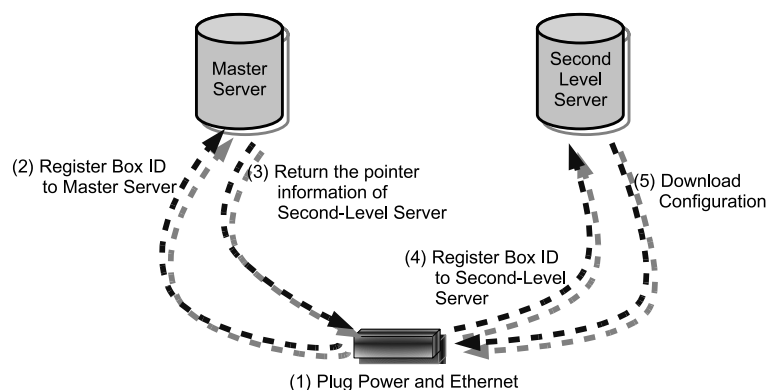 Master
Server
Second
Level
Server
(2) Register Box ID
to Master Server
(3) Return the pointer
information of
Second-Level Server
(5) Download
Configuration
(4) Register Box ID
to Second-Level
Server
(1) Plug Power and Ethernet